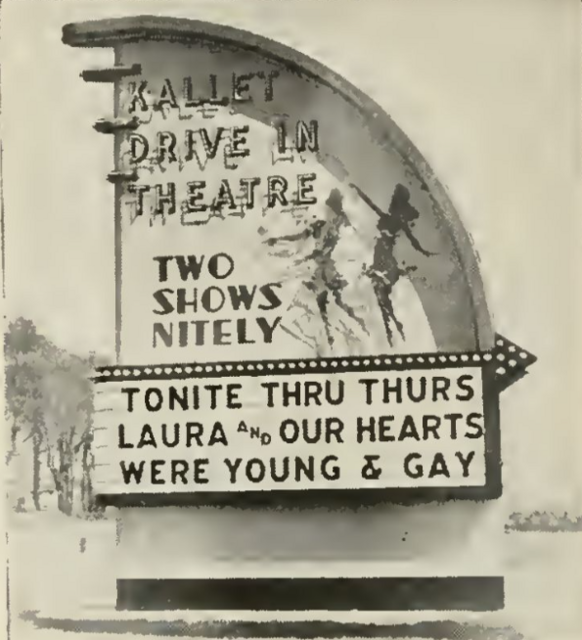 KALLET
DRIVE IN
THEATRE
TWO
SHOWS
NITELY
TONITE THRU THURS
LAURA AND OUR HEARTS
WERE YOUNG & GAY